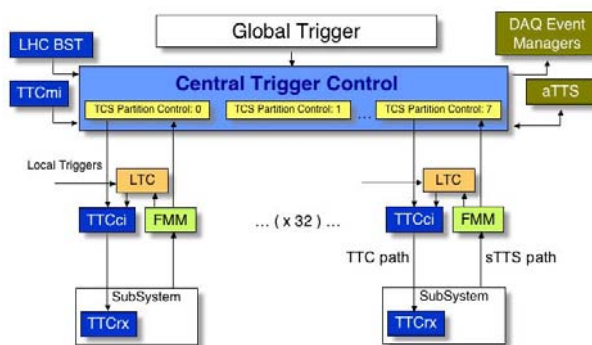 Global Trigger
LHC BST
DAQ Event
Managers
Central Trigger Control
TTCmi
aTTS
TCS Partition Control: 0
TCS Partition Control: 1
...
TCS Partition Control: 7
Local Triggers
LTC
LTC
TTCci
FMM
... ( x 32 ) ...
TTCci
FMM
TTC path
sTTS path
SubSystem
SubSystem
TTCrx
TTCrx